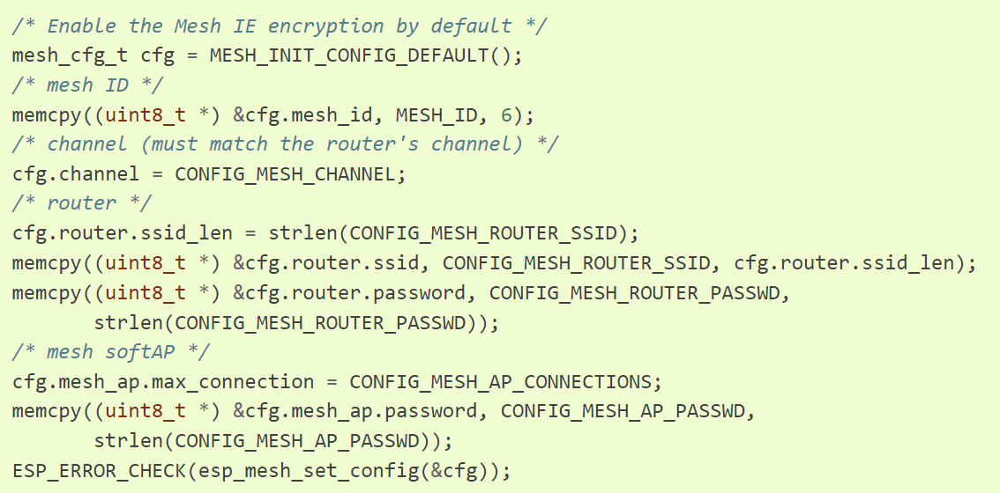 /* Enable the Mesh IE encryption by default */
mesh_cfg_t cfg = MESH_INIT_CONFIG_DEFAULT();
/* mesh ID */
memcpy((uint8_t *) &cfg.mesh_id, MESH_ID, 6);
/* channel (must match the router's channel) */
cfg.channel = CONFIG_MESH_CHANNEL;
/* router */
cfg.router.ssid_len = strlen(CONFIG_MESH_ROUTER_SSID);
memcpy((uint8_t *) &cfg.router.ssid, CONFIG_MESH_ROUTER_SSID, cfg.router.ssid_len);
memcpy((uint8_t *) &cfg.router.password, CONFIG_MESH_ROUTER_PASSWD,
       strlen(CONFIG_MESH_ROUTER_PASSWD));
/* mesh softAP */
cfg.mesh_ap.max_connection = CONFIG_MESH_AP_CONNECTIONS;
memcpy((uint8_t *) &cfg.mesh_ap.password, CONFIG_MESH_AP_PASSWD,
       strlen(CONFIG_MESH_AP_PASSWD));
ESP_ERROR_CHECK(esp_mesh_set_config(&cfg));